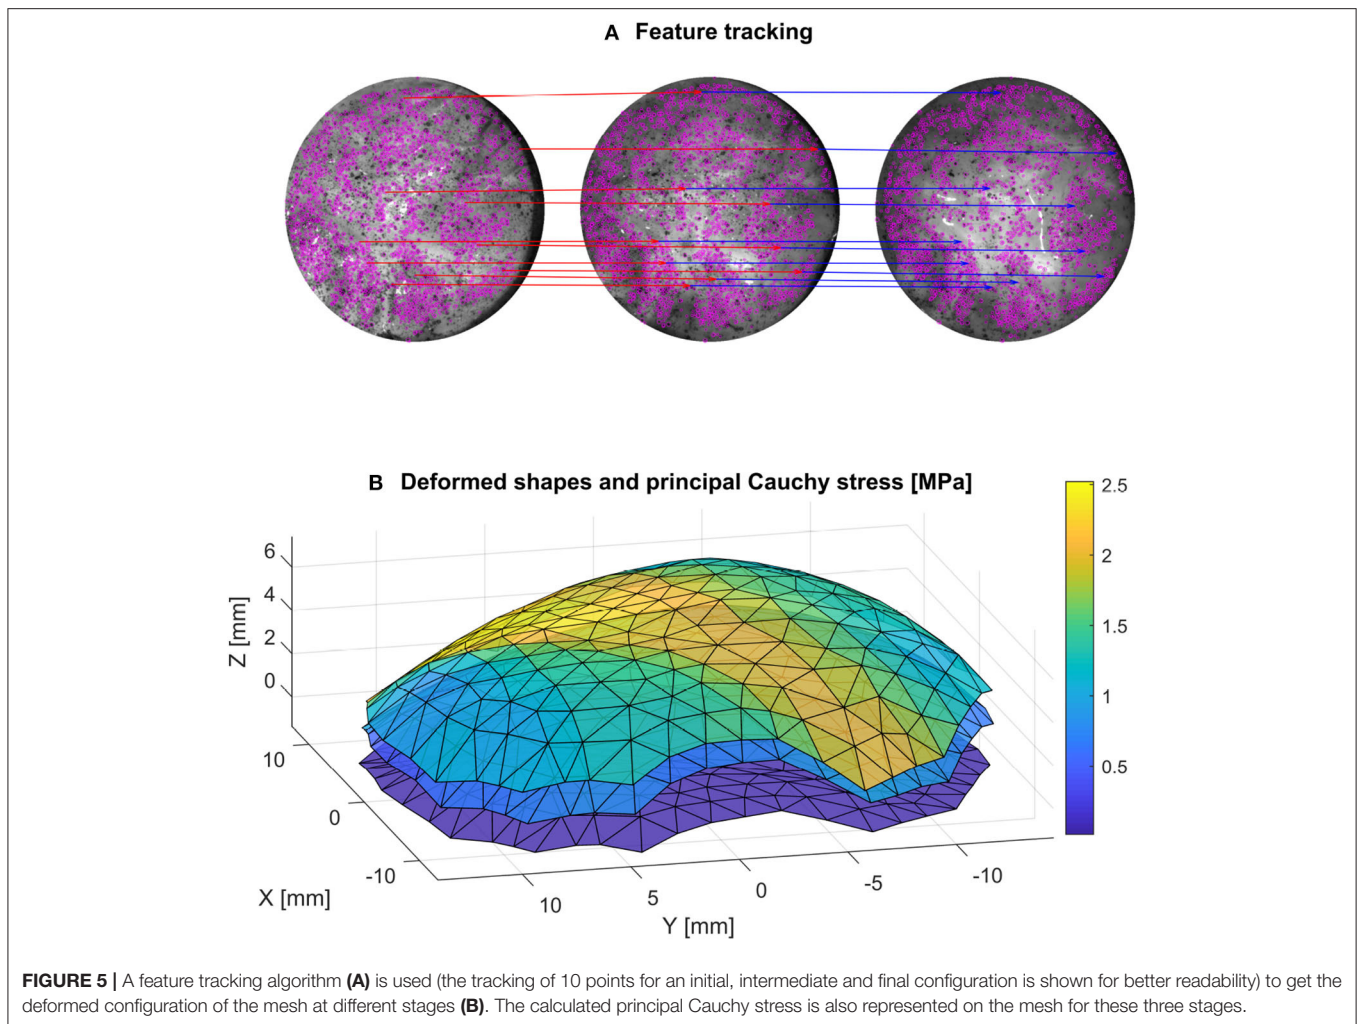 A Feature tracking
B Deformed shapes and principal Cauchy stress [MPa]
2.5
2
1.5
1
0.5
6
4
2
0
Z [mm]
10
0
-10
X [mm]
10
5
0
-5
-10
Y [mm]
FIGURE 5 | A feature tracking algorithm (A) is used (the tracking of 10 points for an initial, intermediate and final configuration is shown for better readability) to get the
deformed configuration of the mesh at different stages (B). The calculated principal Cauchy stress is also represented on the mesh for these three stages.